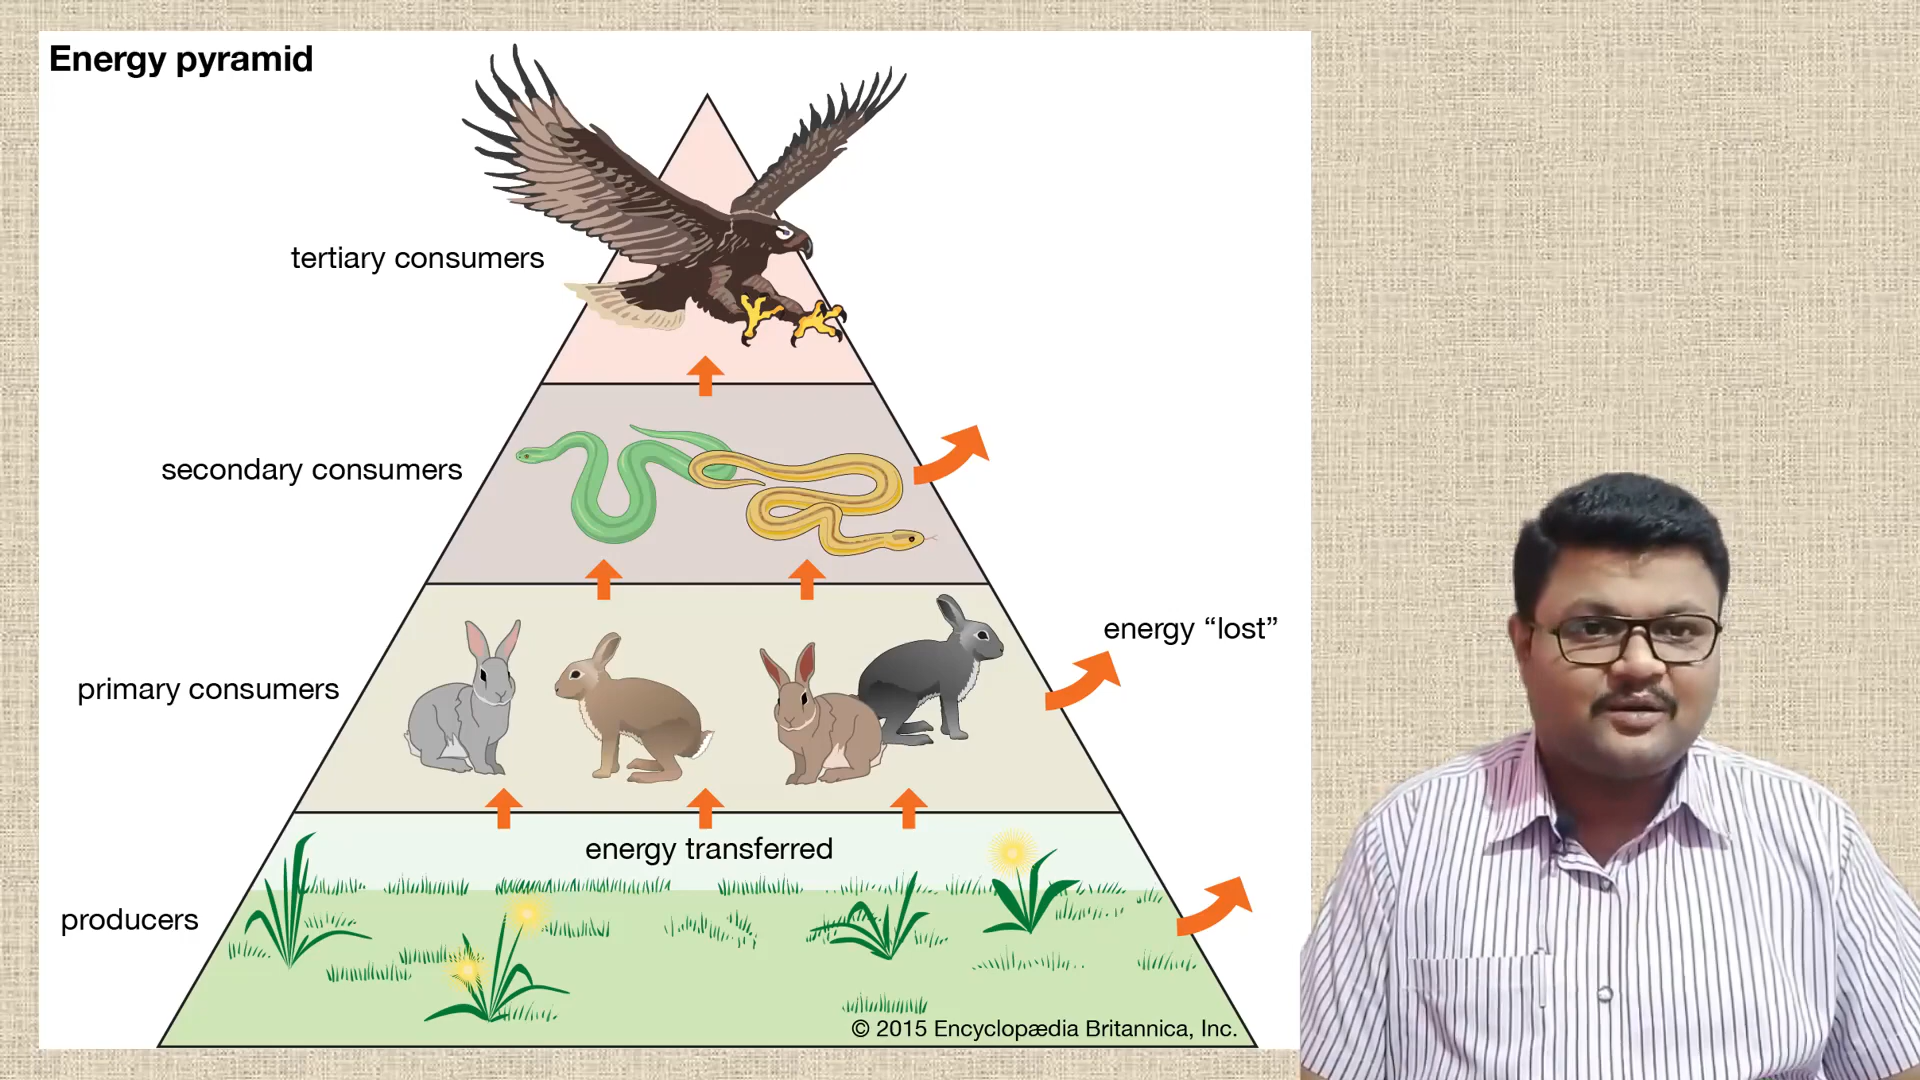 Energy pyramid
tertiary consumers
secondary consumers
energy “lost”
primary consumers
energy transferred
producers
© 2015 Encyclopædia Britannica, Inc.